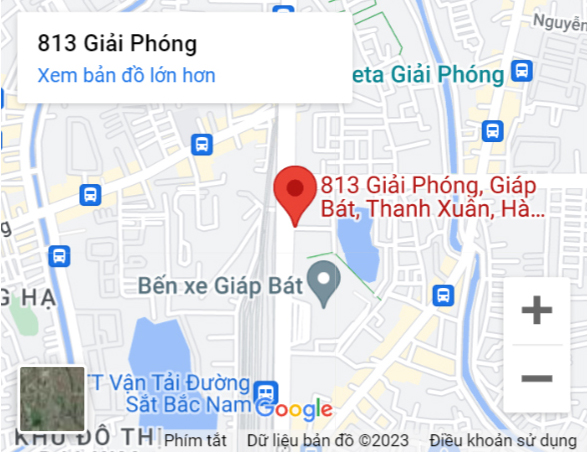 813 Giải Phóng
Xem bản đồ lớn hơn
Nguyễn
eta Giải Phóng
813 Giải Phóng, Giáp
Bát, Thanh Xuân, Hà...
Bến xe Giáp Bát
G HẠ
TT Vận Tải Đường
Sắt Bắc Nam
Google
KHU ĐÔ THỊ
Phím tắt
Dữ liệu bản đồ ©2023
Điều khoản sử dụng